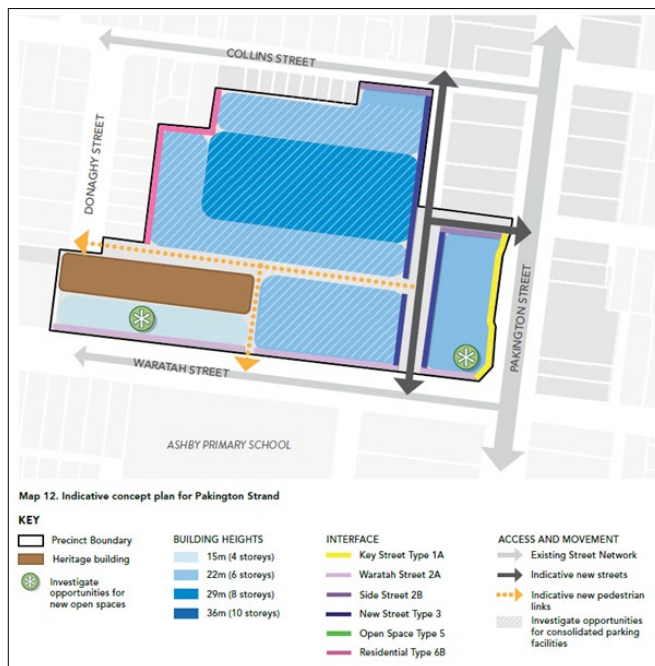 COLLINS STREET
DONAGHY STREET
PAKINGTON STREET
WARATAH STREET
ASHBY PRIMARY SCHOOL
Map 12. Indicative concept plan for Pakington Strand
KEY
Precinct Boundary
Heritage building
Investigate
opportunities for
new open spaces
BUILDING HEIGHTS
15m (4 storeys)
22m (6 storeys)
29m (8 storeys)
36m (10 storeys)
INTERFACE
Key Street Type 1A
Waratah Street 2A
Side Street 2B
New Street Type 3
Open Space Type 5
Residential Type 6B
ACCESS AND MOVEMENT
Existing Street Network
Indicative new streets
Indicative new pedestrian
links
Investigate opportunities
for consolidated parking
facilities